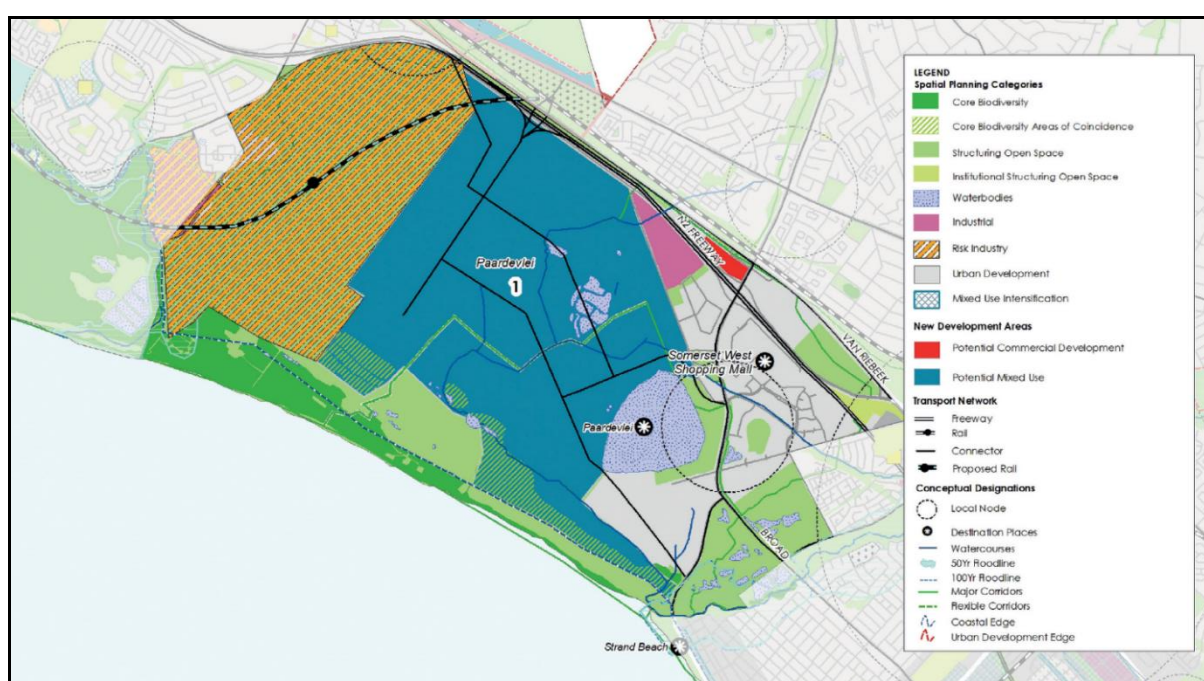 Paardevlei
1
N2 FREEWAY
VAN RIEBEEK
Somerset West
Shopping Mall
Paardevlei
BROAD
Strand Beach
LEGEND
Spatial Planning Categories
Core Biodiversity
Core Biodiversity Areas of Coincidence
Structuring Open Space
Institutional Structuring Open Space
Waterbodies
Industrial
Risk Industry
Urban Development
Mixed Use Intensification
New Development Areas
Potential Commercial Development
Potential Mixed Use
Transport Network
Freeway
Rail
Connector
Proposed Rail
Conceptual Designations
Local Node
Destination Places
Watercourses
50Yr Floodline
100Yr Floodline
Major Corridors
Flexible Corridors
Coastal Edge
Urban Development Edge